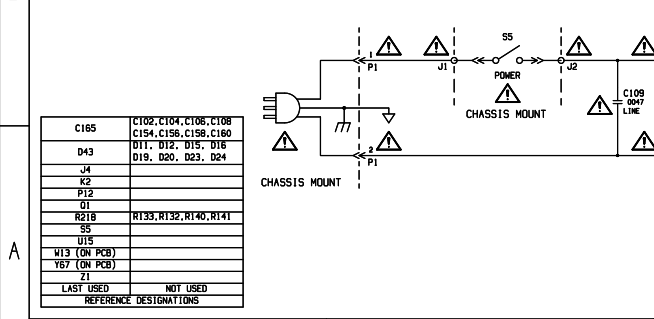 S5
1
P1
J1
J2
POWER
CHASSIS MOUNT
C109
.0047
LINE
2
P1
CHASSIS MOUNT
C165 C102,C104,C106,C108
C154,C156,C158,C160
D43 D11, D12, D15, D16
D19, D20, D23, D24
J4
K2
P12
Q1
R218 R133,R132,R140,R141
S5
U15
W13 (ON PCB)
Y67 (ON PCB)
Z1
LAST USED NOT USED
REFERENCE DESIGNATIONS
A